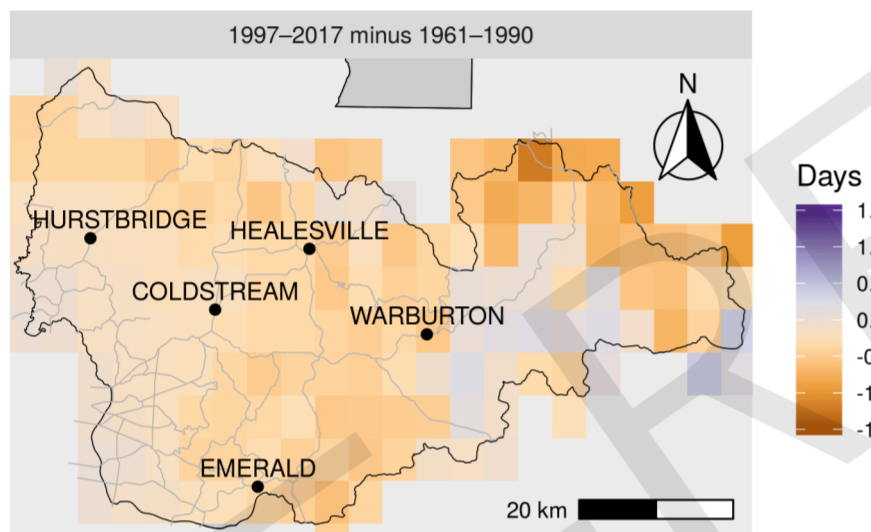 1997–2017 minus 1961–1990
N
Days
HURSTBRIDGE
HEALESVILLE
COLDSTREAM
WARBURTON
EMERALD
20 km